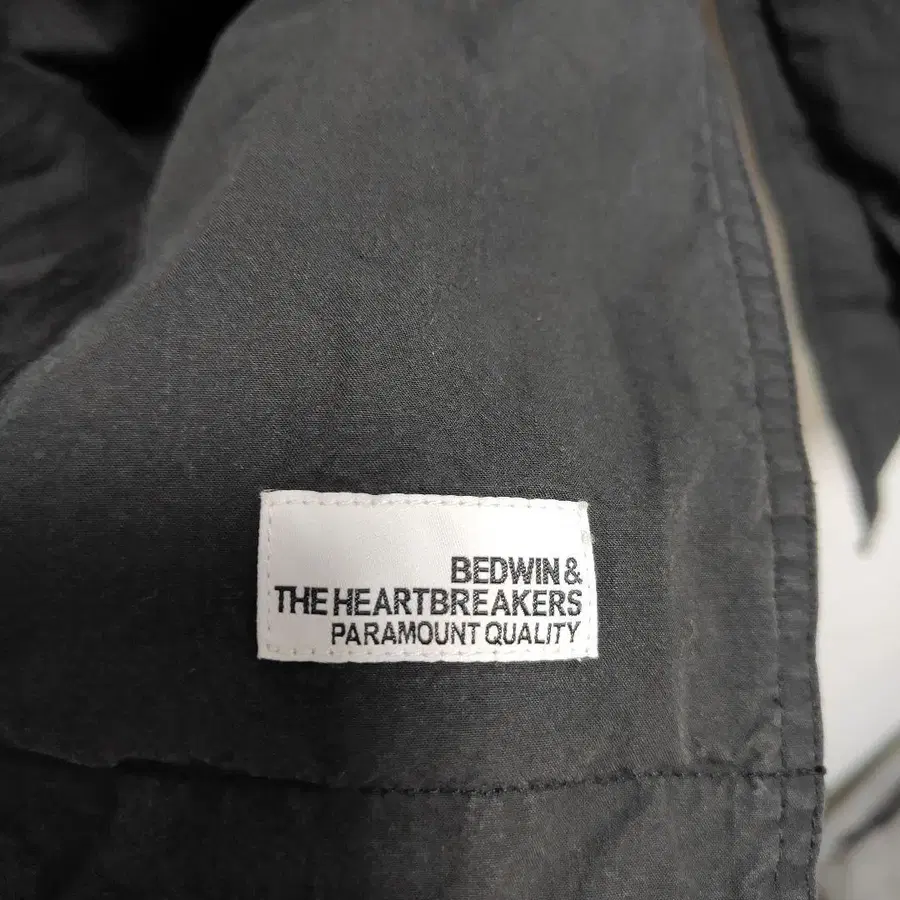 BEDWIN &
THE HEARTBREAKERS
PARAMOUNT QUALITY